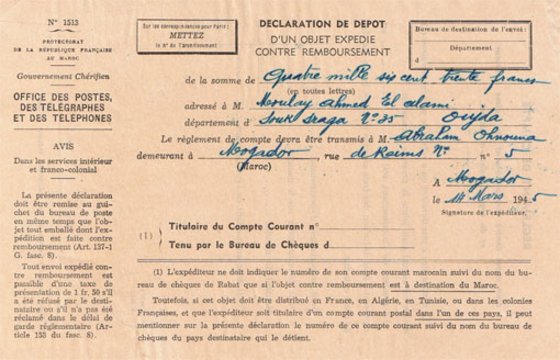 N° 1513
PROTECTORAT
DE LA RÉPUBLIQUE FRANÇAISE
AU MAROC
Gouvernement Chérifien
OFFICE DES POSTES,
DES TÉLÉGRAPHES
ET DES TÉLÉPHONES
AVIS
Dans les services intérieur
et franco-colonial
La présente déclaration
doit être remise au gui-
chet du bureau de poste
en même temps que l'ob-
jet tout emballé dont l'ex-
pédition est faite contre
remboursement (Art. 137-1
G. fasc. 8).
Tout envoi expédié con-
tre remboursement est
passible d'une taxe de
présentation de 1 fr. 50 s'il
a été refusé par le desti-
nataire ou s'il n'a pas été
réclamé dans le délai de
garde réglementaire (Arti-
cle 153 du fasc. 8).
Sur les correspondances pour Paris :
METTEZ
le n° de l'arrondissement
DECLARATION DE DEPOT
D'UN OBJET EXPEDIE
CONTRE REMBOURSEMENT
Bureau de destination de l'envoi :
Département
d
de la somme de Quatre mille six cent trente francs
(en toutes lettres)
adressé à M. Moulay Ahmed El Alami
département d' Souk N° 35 Oujda
Le règlement de compte devra être transmis à M. Abraham Ohnouna
demeurant à Mogador, rue de Reims N° n° 5
(Maroc)
A Mogador
le 14 Mars 1945
Signature de l'expéditeur.
(1) Titulaire du Compte Courant n°
Tenu par le Bureau de Chèques d
(1) L'expéditeur ne doit indiquer le numéro de son compte courant marocain suivi du nom du bu-
reau de chèques de Rabat que si l'objet contre remboursement est à destination du Maroc.
Toutefois, si cet objet doit être distribué en France, en Algérie, en Tunisie, ou dans les colonies
Françaises, et que l'expéditeur soit titulaire d'un compte courant postal dans l'un de ces pays, il peut
mentionner sur la présente déclaration le numéro de ce compte courant suivi du nom du bureau de
chèques du pays dont il s'agit qui le détient.